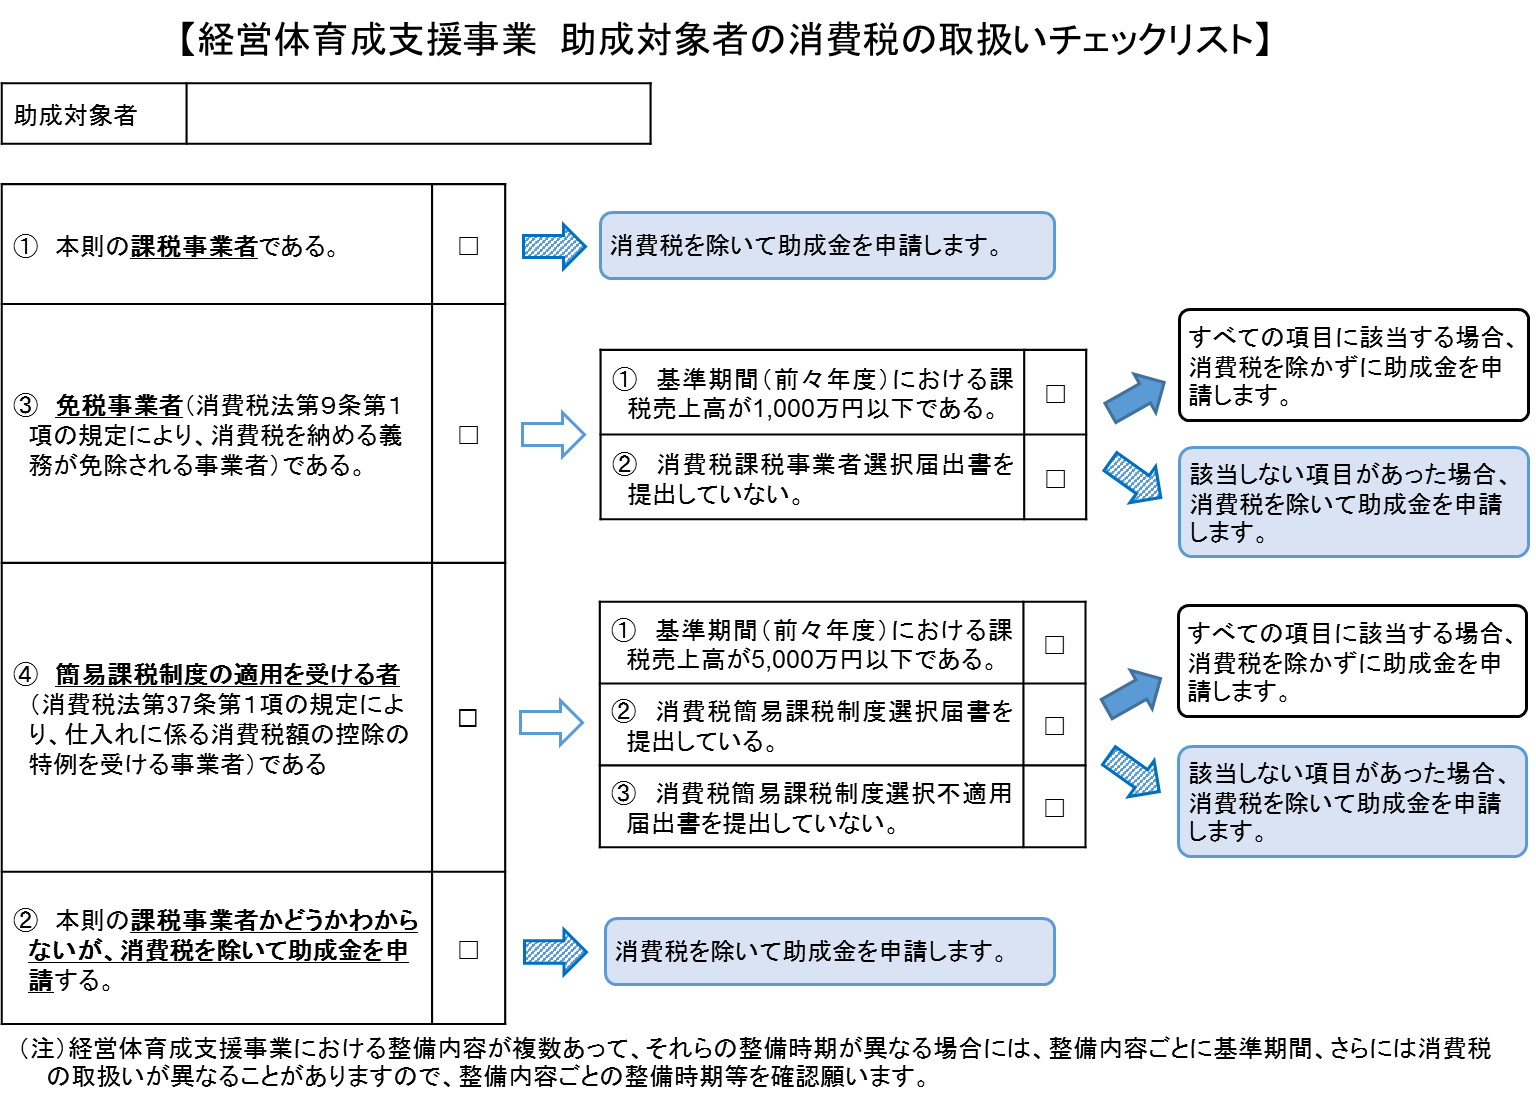 【経営体育成支援事業　助成対象者の消費税の取扱いチェックリスト】
助成対象者
①　本則の課税事業者である。
□
消費税を除いて助成金を申請します。
③　免税事業者（消費税法第９条第１
項の規定により、消費税を納める義
務が免除される事業者）である。
□
①　基準期間（前々年度）における課
税売上高が1,000万円以下である。
□
②　消費税課税事業者選択届出書を
提出していない。
□
すべての項目に該当する場合、
消費税を除かずに助成金を申
請します。
該当しない項目があった場合、
消費税を除いて助成金を申請
します。
④　簡易課税制度の適用を受ける者
（消費税法第37条第１項の規定によ
り、仕入れに係る消費税額の控除の
特例を受ける事業者）である
□
①　基準期間（前々年度）における課
税売上高が5,000万円以下である。
□
②　消費税簡易課税制度選択届書を
提出している。
□
③　消費税簡易課税制度選択不適用
届出書を提出していない。
□
すべての項目に該当する場合、
消費税を除かずに助成金を申
請します。
該当しない項目があった場合、
消費税を除いて助成金を申請
します。
②　本則の課税事業者かどうかわから
ないが、消費税を除いて助成金を申
請する。
□
消費税を除いて助成金を申請します。
（注）経営体育成支援事業における整備内容が複数あって、それらの整備時期が異なる場合には、整備内容ごとに基準期間、さらには消費税
の取扱いが異なることがありますので、整備内容ごとの整備時期等を確認願います。